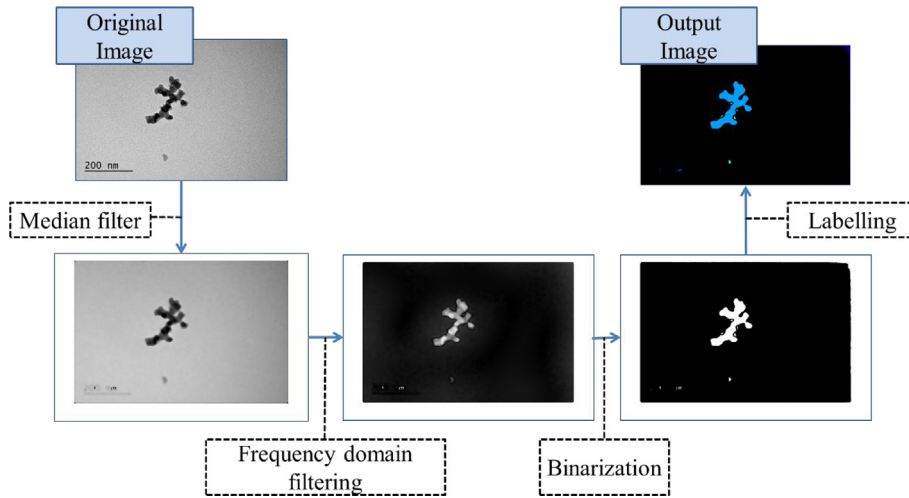 Original
Image
Output
Image
200 nm
Median filter
Labelling
Frequency domain
filtering
Binarization